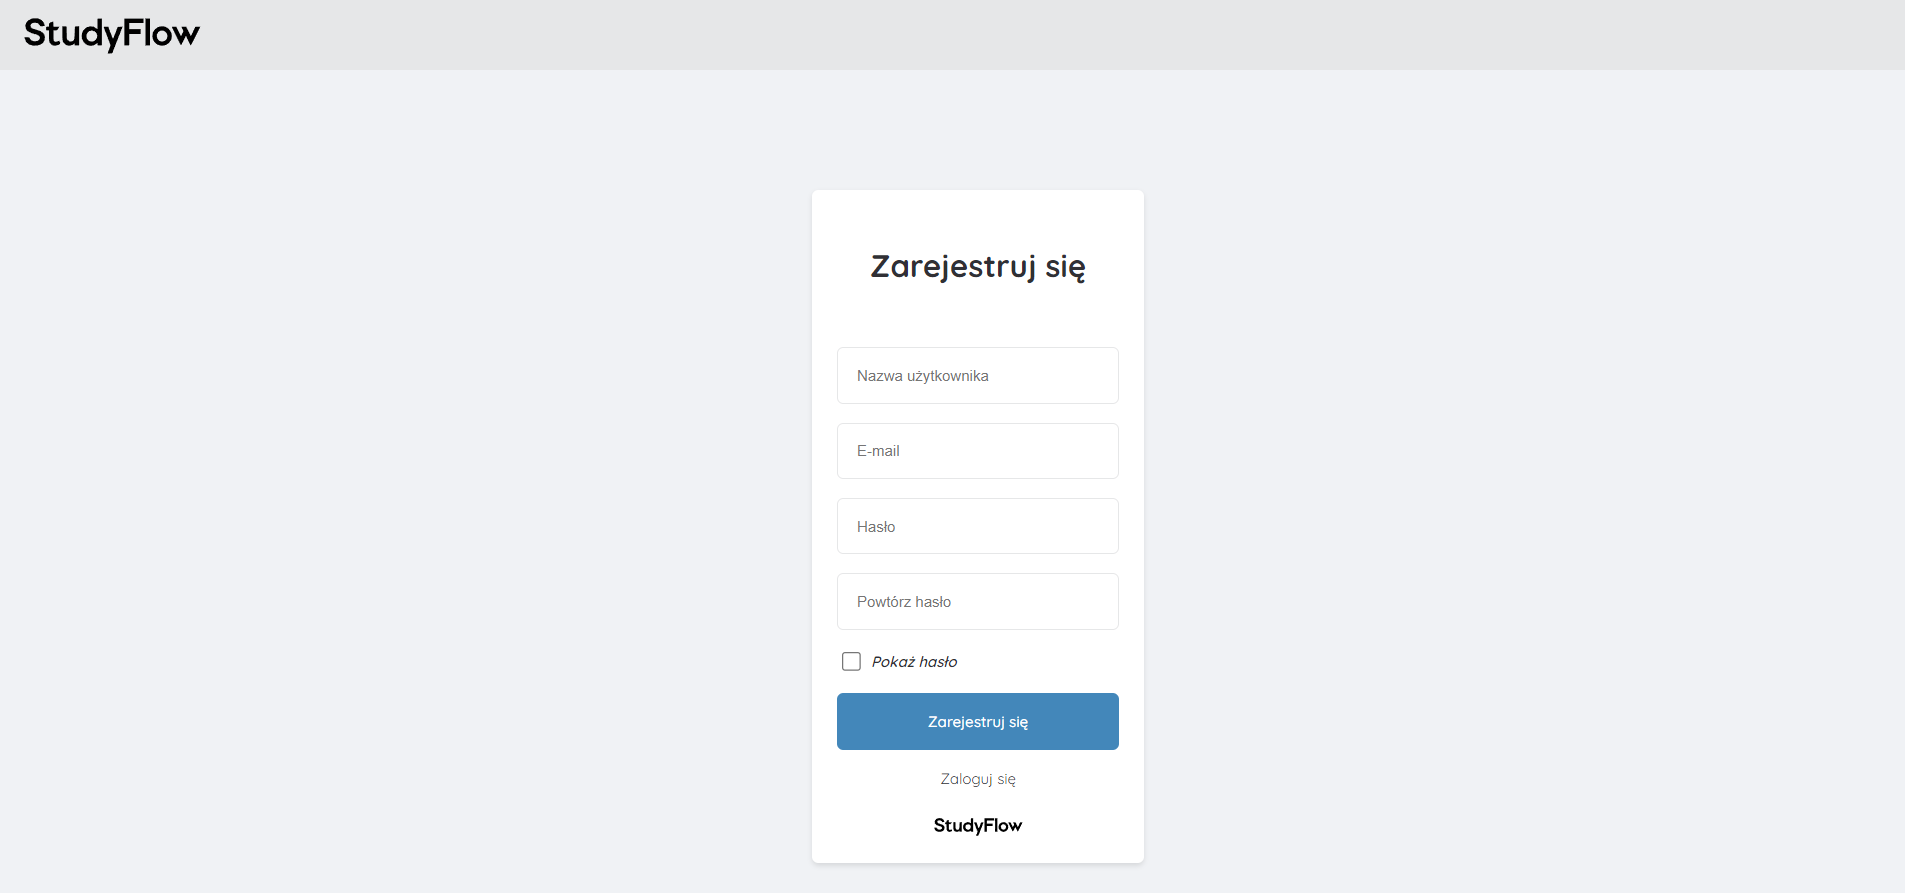 StudyFlow
Zarejestruj się
Nazwa użytkownika
E-mail
Hasło
Powtórz hasło
Pokaż hasło
Zarejestruj się
Zaloguj się
StudyFlow